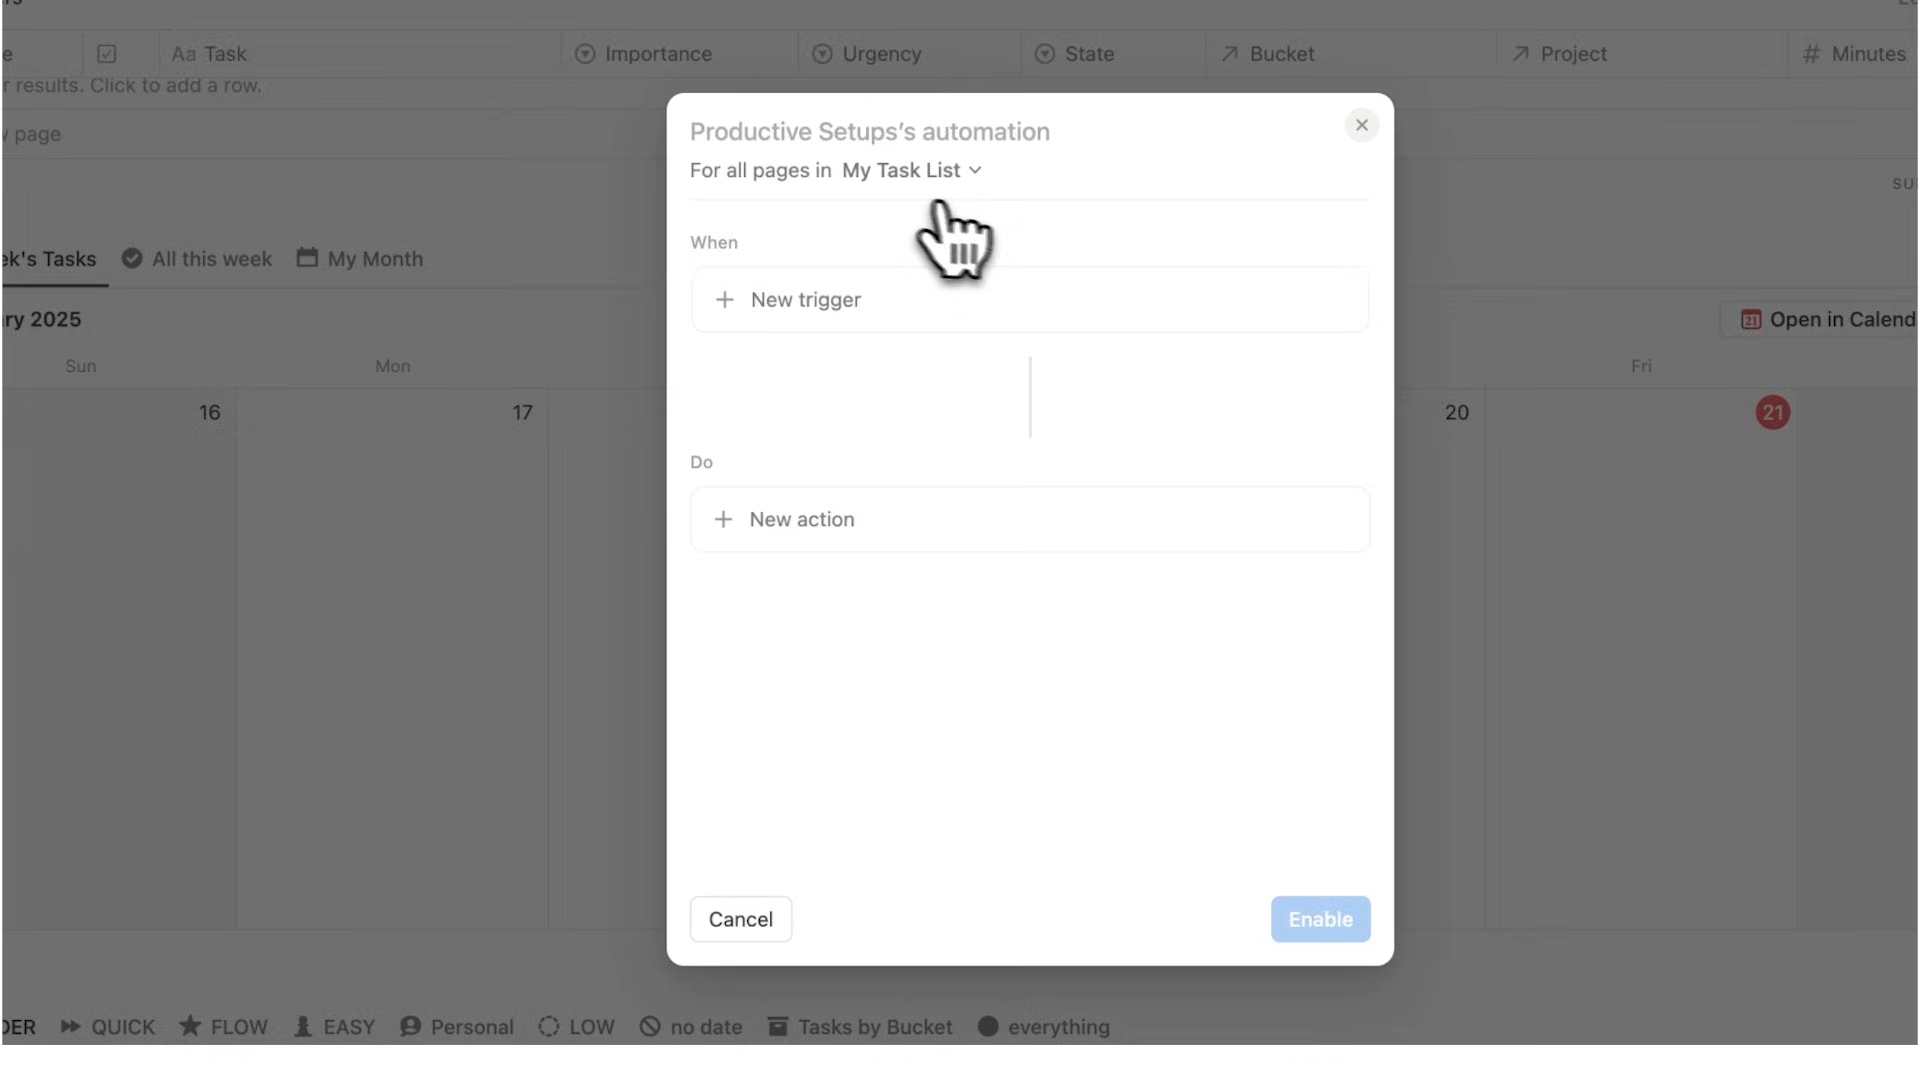 Aa Task
Importance
Urgency
State
Bucket
Project
# Minutes
r results. Click to add a row.
page
Productive Setups's automation
For all pages in My Task List
When
+ New trigger
Do
+ New action
Cancel
Enable
SU
ek's Tasks
All this week
My Month
ry 2025
21 Open in Calend
Sun
Mon
Fri
16
17
20
21
DER
QUICK
FLOW
EASY
Personal
LOW
no date
Tasks by Bucket
everything